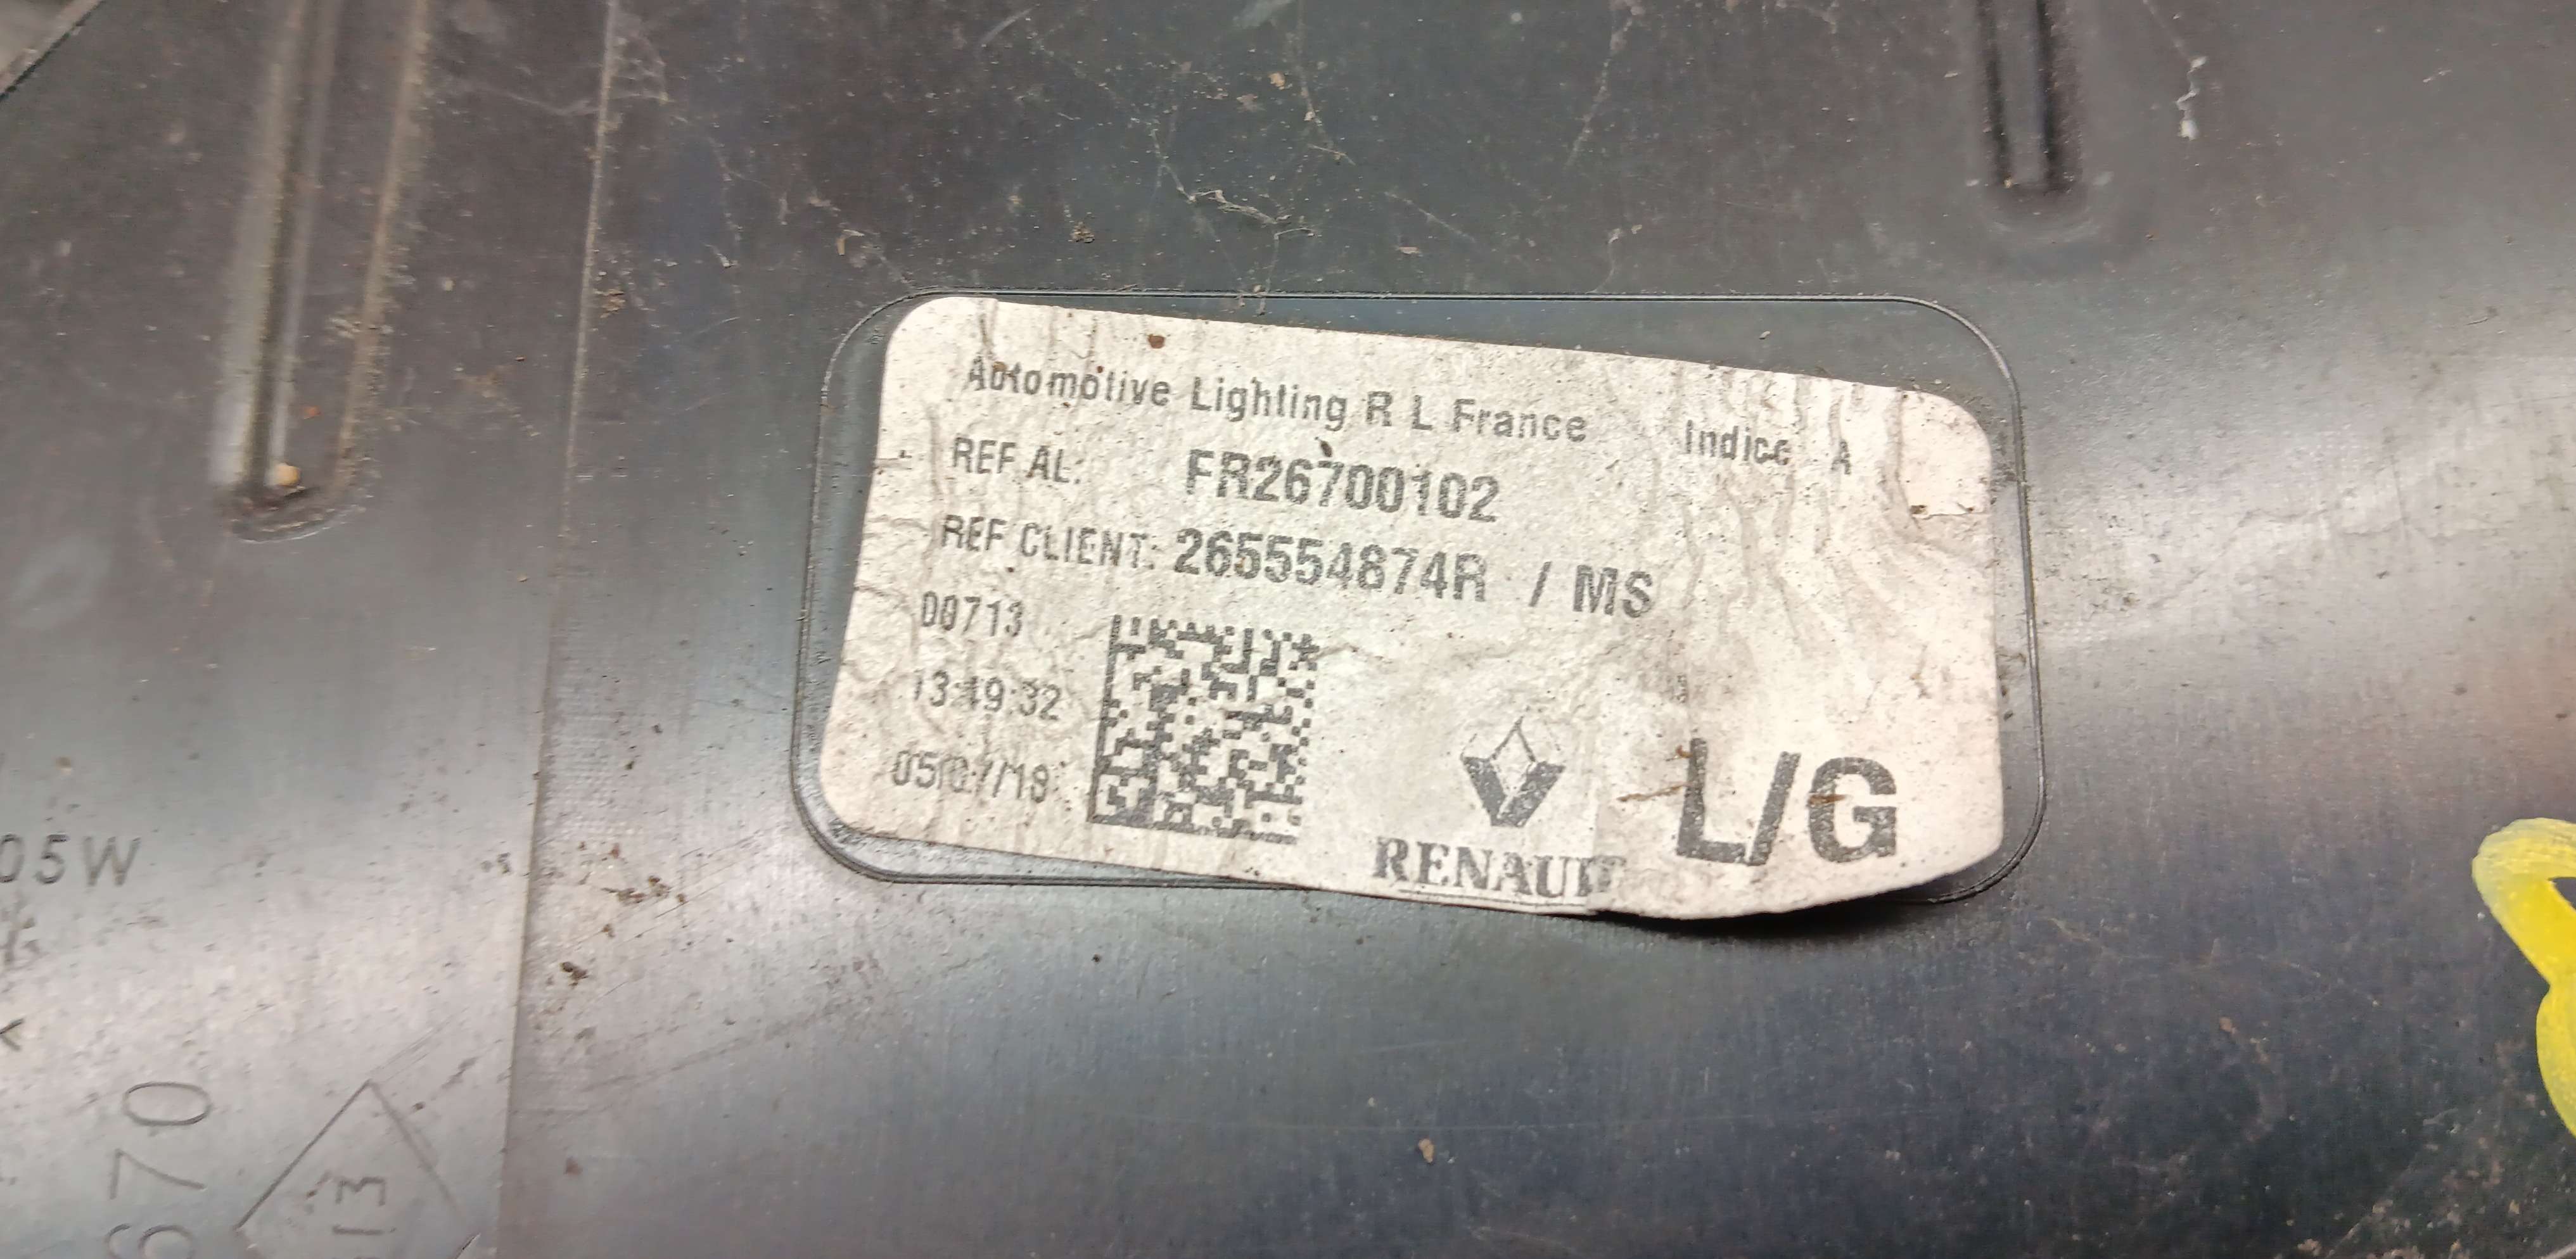 Automotive Lighting R L France Indice A
REF AL: FR26700102
REF CLIENT: 265554874R / MS
00713
13:49:32
05/07/18
RENAULT
L/G
05W
670